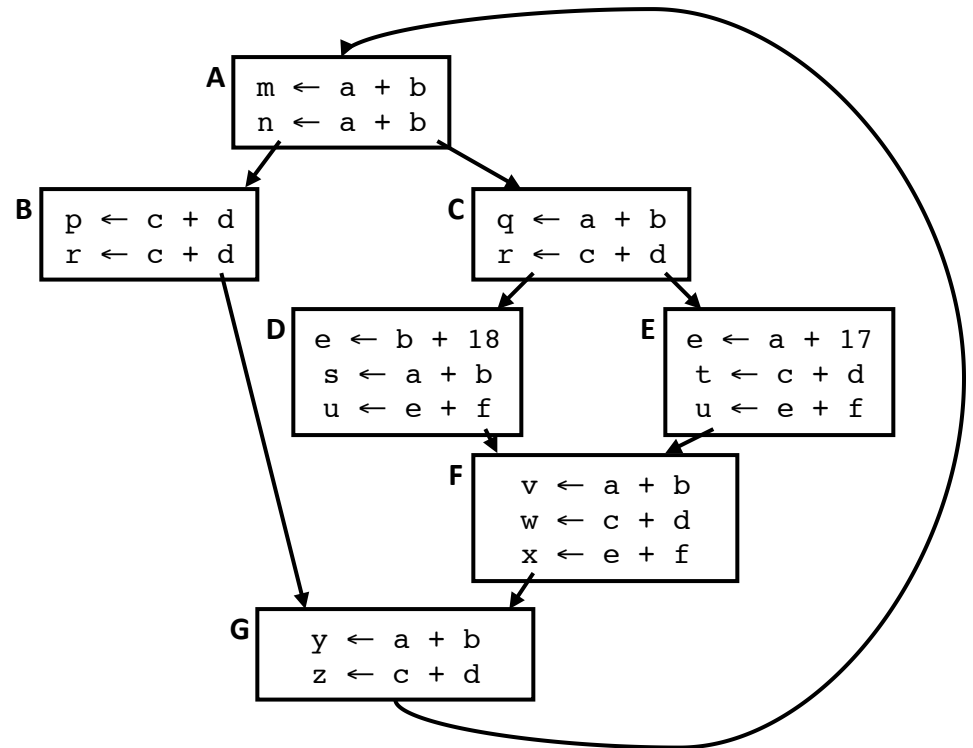 A
m ← a + b
n ← a + b
B
p ← c + d
r ← c + d
C
q ← a + b
r ← c + d
D
e ← b + 18
s ← a + b
u ← e + f
E
e ← a + 17
t ← c + d
u ← e + f
F
v ← a + b
w ← c + d
x ← e + f
G
y ← a + b
z ← c + d